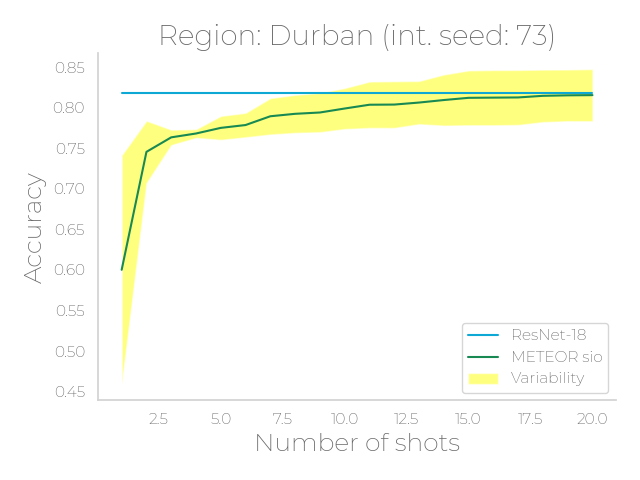 Region: Durban (int. seed: 73)
Accuracy
0.85
0.80
0.75
0.70
0.65
0.60
0.55
0.50
0.45
ResNet-18
METEOR sio
Variability
2.5 5.0 7.5 10.0 12.5 15.0 17.5 20.0
Number of shots